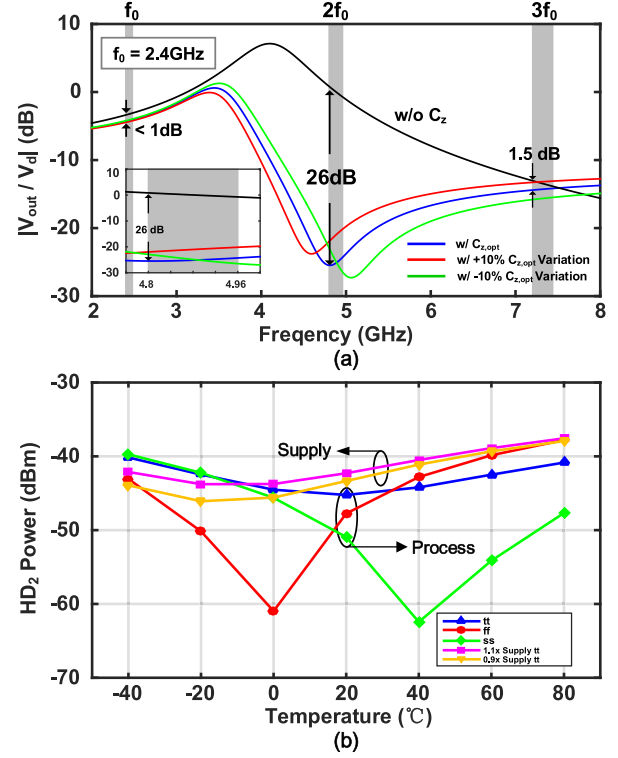 f₀ 2f₀ 3f₀
10
0
-10
-20
-30
|Vout / Vd| (dB)
f₀ = 2.4GHz
< 1dB
w/o Cz
26dB
1.5 dB
10
0
-10
-20
-30
26 dB
4.8 4.96
w/ Cz,opt
w/ +10% Cz,opt Variation
w/ -10% Cz,opt Variation
2 3 4 5 6 7 8
Freqency (GHz)
(a)
-30
-40
-50
-60
-70
HD₂ Power (dBm)
Supply
Process
tt
ff
ss
1.1x Supply tt
0.9x Supply tt
-40 -20 0 20 40 60 80
Temperature (℃)
(b)